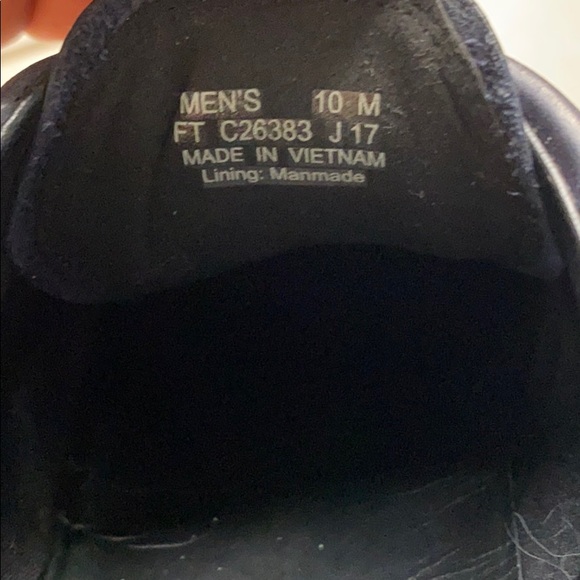 MEN'S 10 M
FT C26383 J 17
MADE IN VIETNAM
Lining: Manmade